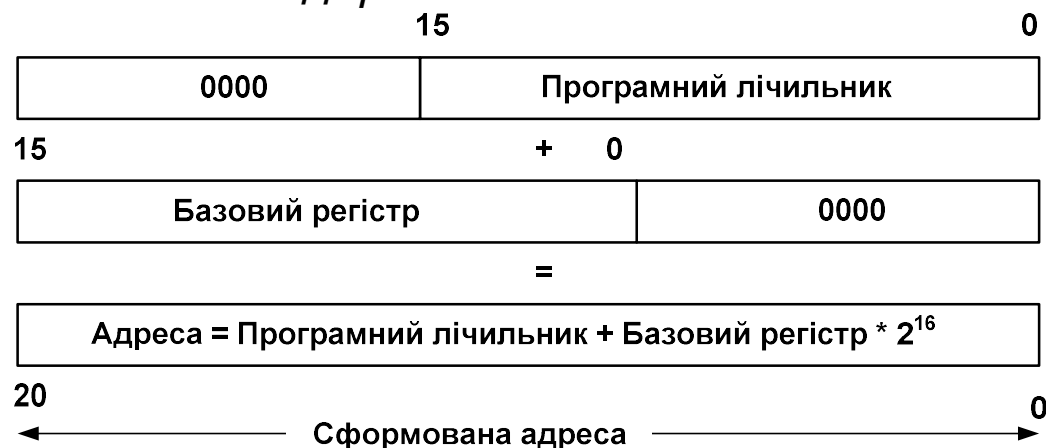 15 0
0000 Програмний лічильник
15 + 0
Базовий регістр 0000
=
Адреса = Програмний лічильник + Базовий регістр * 2¹⁶
20 0
Сформована адреса